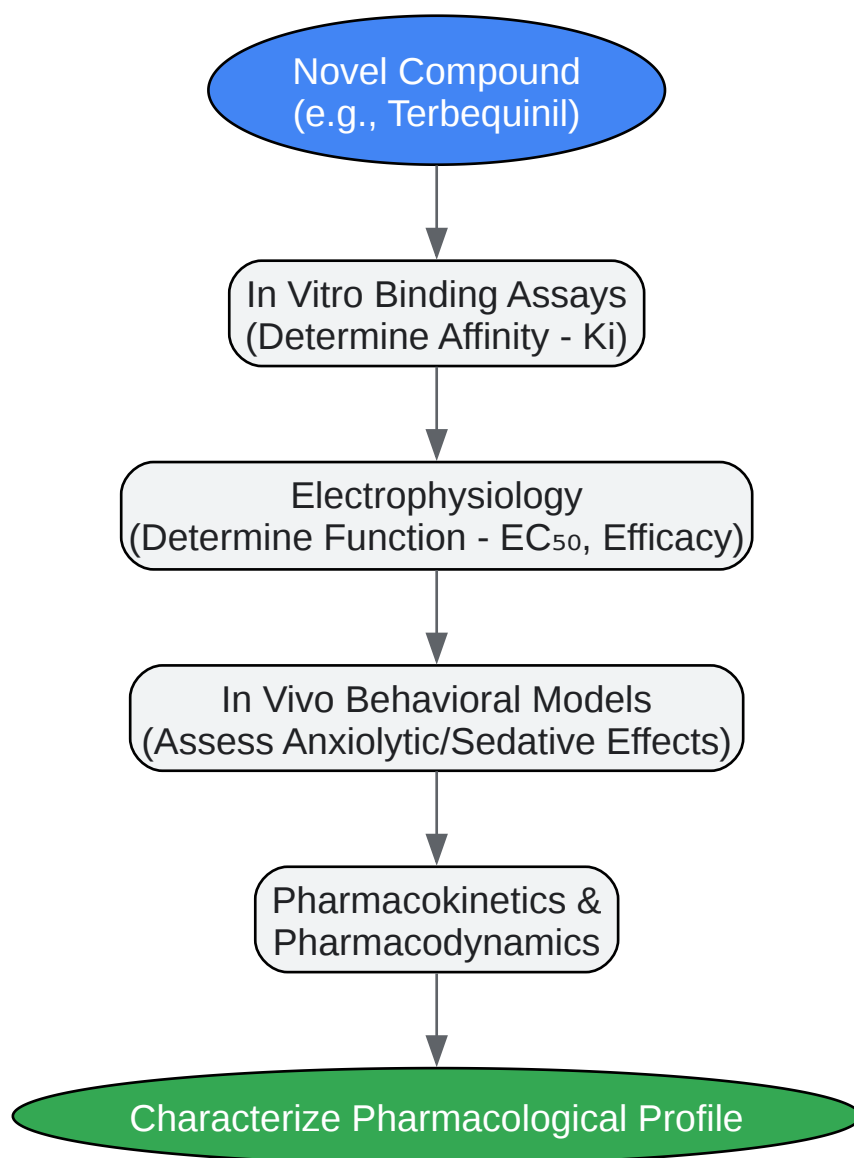 Novel Compound
(e.g., Terbequinil)
In Vitro Binding Assays
(Determine Affinity - Ki)
Electrophysiology
(Determine Function - EC₅₀, Efficacy)
In Vivo Behavioral Models
(Assess Anxiolytic/Sedative Effects)
Pharmacokinetics &
Pharmacodynamics
Characterize Pharmacological Profile